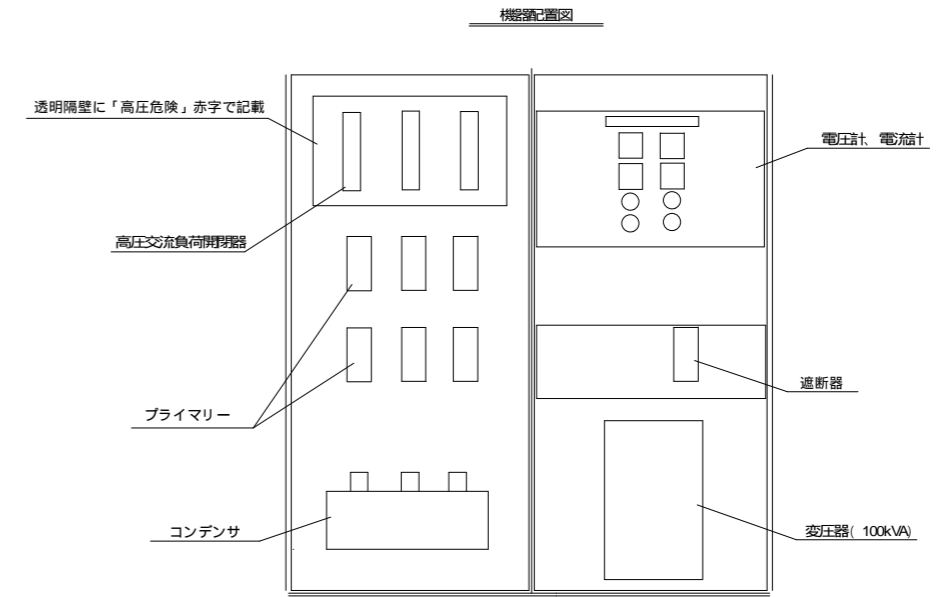 機器配置図
透明隔壁に「高圧危険」赤字で記載
電圧計、電流計
高圧交流負荷開閉器
遮断器
プライマリー
コンデンサ
変圧器( 100kVA)